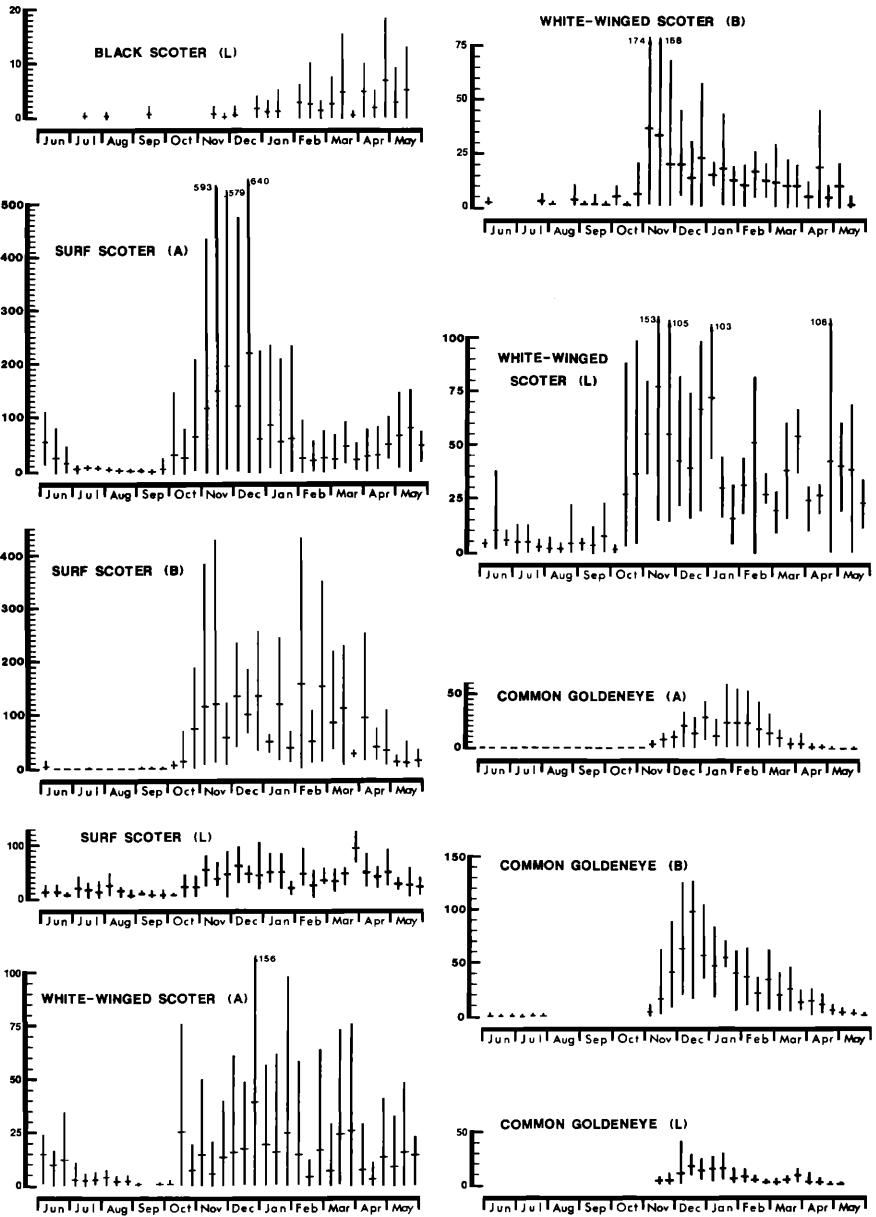 20
10
0
BLACK SCOTER (L)
Jun Jul Aug Sep Oct Nov Dec Jan Feb Mar Apr May
500
400
300
200
100
0
SURF SCOTER (A)
593
579
640
Jun Jul Aug Sep Oct Nov Dec Jan Feb Mar Apr May
400
300
200
100
0
SURF SCOTER (B)
Jun Jul Aug Sep Oct Nov Dec Jan Feb Mar Apr May
100
0
SURF SCOTER (L)
Jun Jul Aug Sep Oct Nov Dec Jan Feb Mar Apr May
100
75
50
25
0
WHITE-WINGED SCOTER (A)
156
Jun Jul Aug Sep Oct Nov Dec Jan Feb Mar Apr May
WHITE-WINGED SCOTER (B)
75
50
25
0
174
158
Jun Jul Aug Sep Oct Nov Dec Jan Feb Mar Apr May
100
75
50
25
0
WHITE-WINGED
SCOTER (L)
153
105
103
106
Jun Jul Aug Sep Oct Nov Dec Jan Feb Mar Apr May
50
0
COMMON GOLDENEYE (A)
Jun Jul Aug Sep Oct Nov Dec Jan Feb Mar Apr May
150
100
50
0
COMMON GOLDENEYE (B)
Jun Jul Aug Sep Oct Nov Dec Jan Feb Mar Apr May
50
0
COMMON GOLDENEYE (L)
Jun Jul Aug Sep Oct Nov Dec Jan Feb Mar Apr May